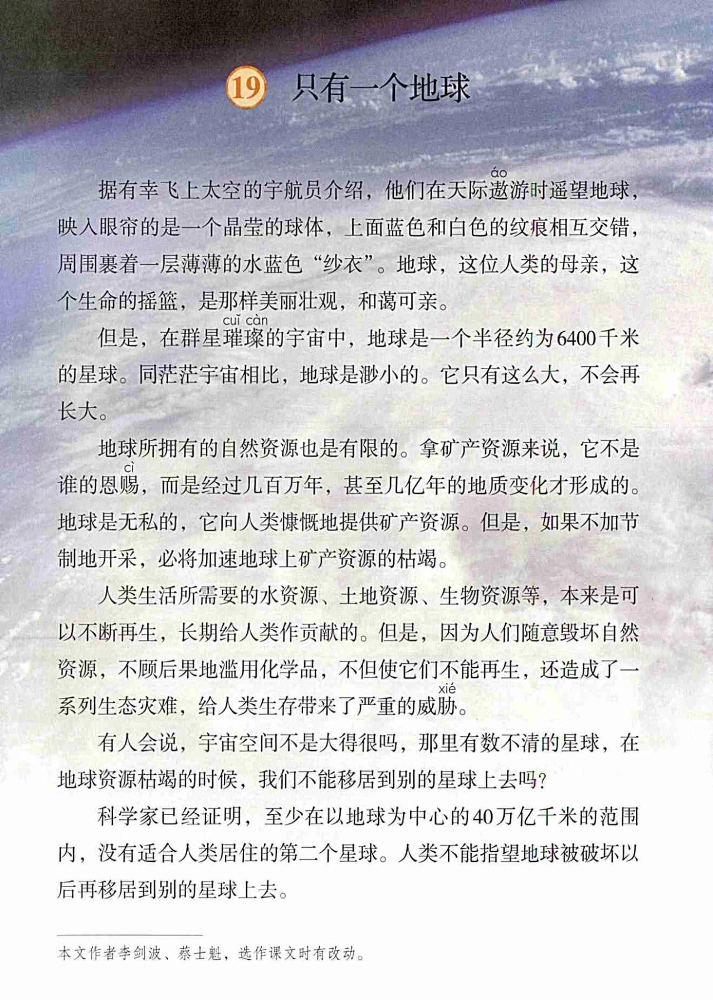 19 只有一个地球
áo
据有幸飞上太空的宇航员介绍，他们在天际遨游时遥望地球，
映入眼帘的是一个晶莹的球体，上面蓝色和白色的纹痕相互交错，
周围裹着一层薄薄的水蓝色“纱衣”。地球，这位人类的母亲，这
个生命的摇篮，是那样美丽壮观，和蔼可亲。
cuǐ càn
但是，在群星璀璨的宇宙中，地球是一个半径约为6400千米
的星球。同茫茫宇宙相比，地球是渺小的。它只有这么大，不会再
长大。
地球所拥有的自然资源也是有限的。拿矿产资源来说，它不是
cì
谁的恩赐，而是经过几百万年，甚至几亿年的地质变化才形成的。
地球是无私的，它向人类慷慨地提供矿产资源。但是，如果不加节
制地开采，必将加速地球上矿产资源的枯竭。
人类生活所需要的水资源、土地资源、生物资源等，本来是可
以不断再生，长期给人类作贡献的。但是，因为人们随意毁坏自然
资源，不顾后果地滥用化学品，不但使它们不能再生，还造成了一
xié
系列生态灾难，给人类生存带来了严重的威胁。
有人会说，宇宙空间不是大得很吗，那里有数不清的星球，在
地球资源枯竭的时候，我们不能移居到别的星球上去吗？
科学家已经证明，至少在以地球为中心的40万亿千米的范围
内，没有适合人类居住的第二个星球。人类不能指望地球被破坏以
后再移居到别的星球上去。
本文作者李剑波、蔡士魁，选作课文时有改动。